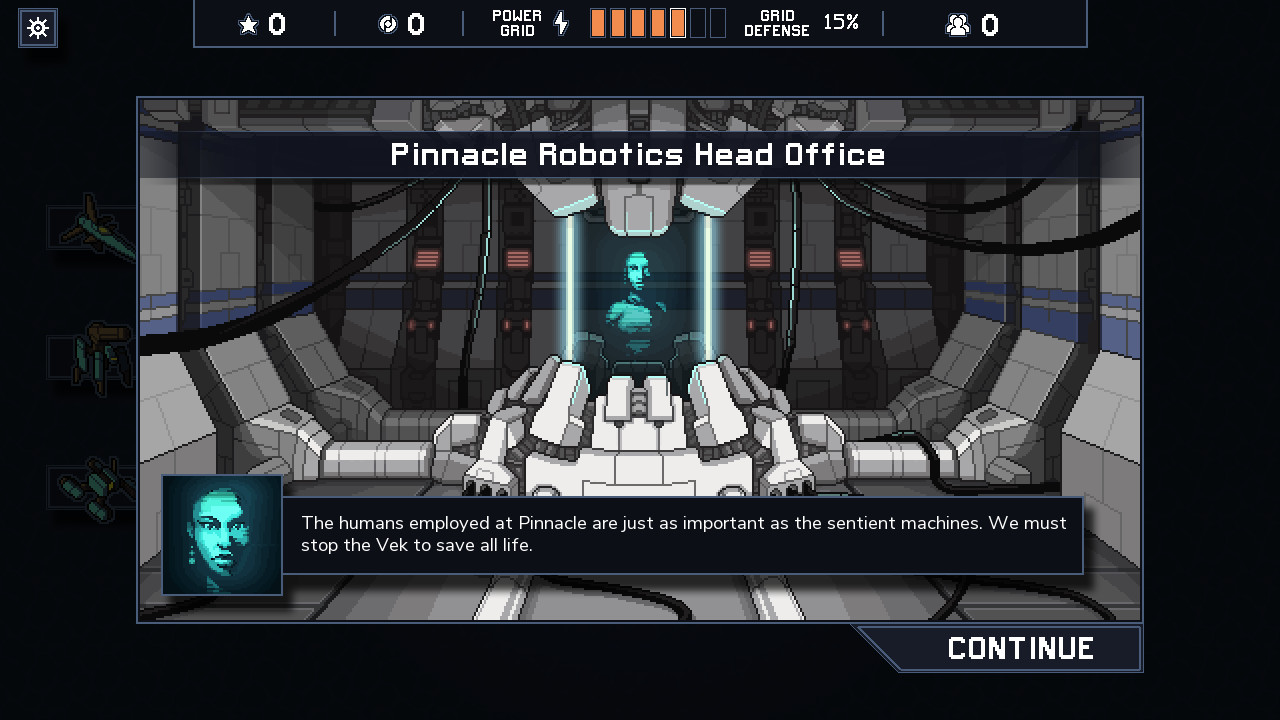 0
0
POWER
GRID
GRID
DEFENSE
15%
0
Pinnacle Robotics Head Office
The humans employed at Pinnacle are just as important as the sentient machines. We must
stop the Vek to save all life.
CONTINUE